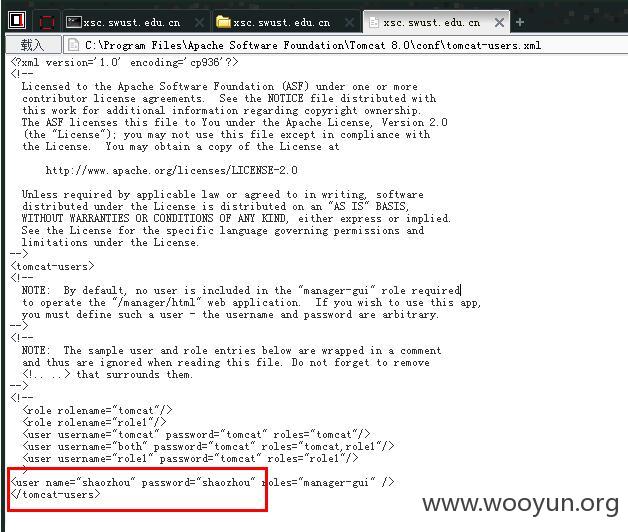 xsc.swust.edu.cn
xsc.swust.edu.cn
xsc.swust.edu.cn
载入
C:\Program Files\Apache Software Foundation\Tomcat 8.0\conf\tomcat-users.xml
<?xml version='1.0' encoding='cp936'?>
<!--
Licensed to the Apache Software Foundation (ASF) under one or more
contributor license agreements.  See the NOTICE file distributed with
this work for additional information regarding copyright ownership.
The ASF licenses this file to You under the Apache License, Version 2.0
(the "License"); you may not use this file except in compliance with
the License.  You may obtain a copy of the License at
http://www.apache.org/licenses/LICENSE-2.0
Unless required by applicable law or agreed to in writing, software
distributed under the License is distributed on an "AS IS" BASIS,
WITHOUT WARRANTIES OR CONDITIONS OF ANY KIND, either express or implied.
See the License for the specific language governing permissions and
limitations under the License.
-->
<tomcat-users>
<!--
NOTE:  By default, no user is included in the "manager-gui" role required
to operate the "/manager/html" web application.  If you wish to use this app,
you must define such a user - the username and password are arbitrary.
-->
<!--
NOTE:  The sample user and role entries below are wrapped in a comment
and thus are ignored when reading this file. Do not forget to remove
<!.. ..> that surrounds them.
-->
<!--
<role rolename="tomcat"/>
<role rolename="role1"/>
<user username="tomcat" password="tomcat" roles="tomcat"/>
<user username="both" password="tomcat" roles="tomcat,role1"/>
<user username="role1" password="tomcat" roles="role1"/>
>
<user name="shaozhou" password="shaozhou" roles="manager-gui" />
</tomcat-users>
www.wooyun.org